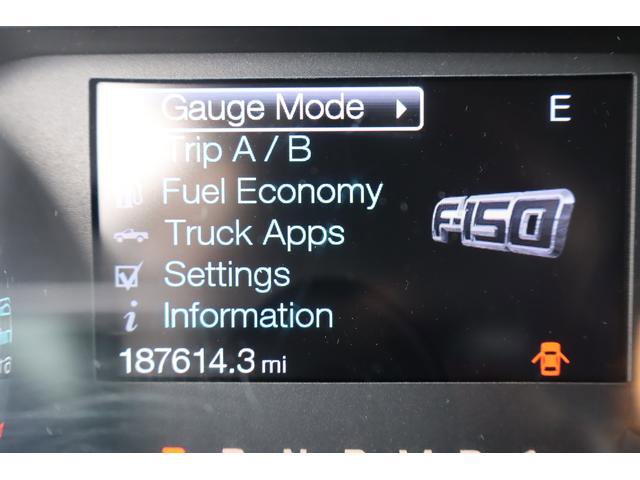 Gauge Mode
E
Trip A / B
Fuel Economy
F-150
Truck Apps
Settings
Information
187614.3 mi